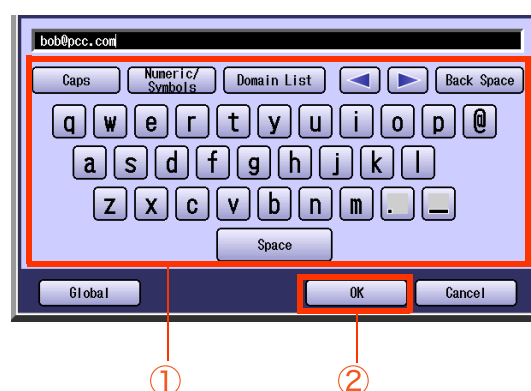 bob@pcc.com
Caps Numeric/ Symbols Domain List Back Space
q w e r t y u i o p @
a s d f g h j k l
z x c v b n m . _
Space
Global OK Cancel
① ②